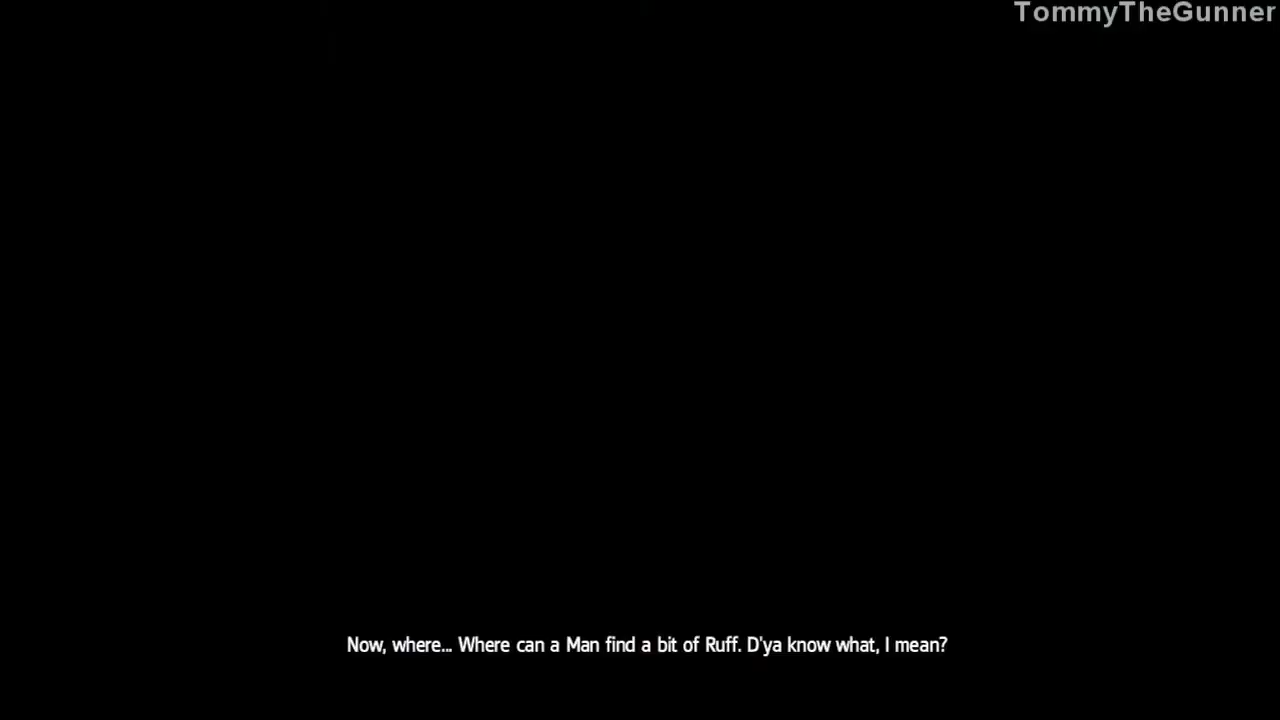 TommyTheGunner
Now, where... Where can a Man find a bit of Ruff. D'ya know what, I mean?